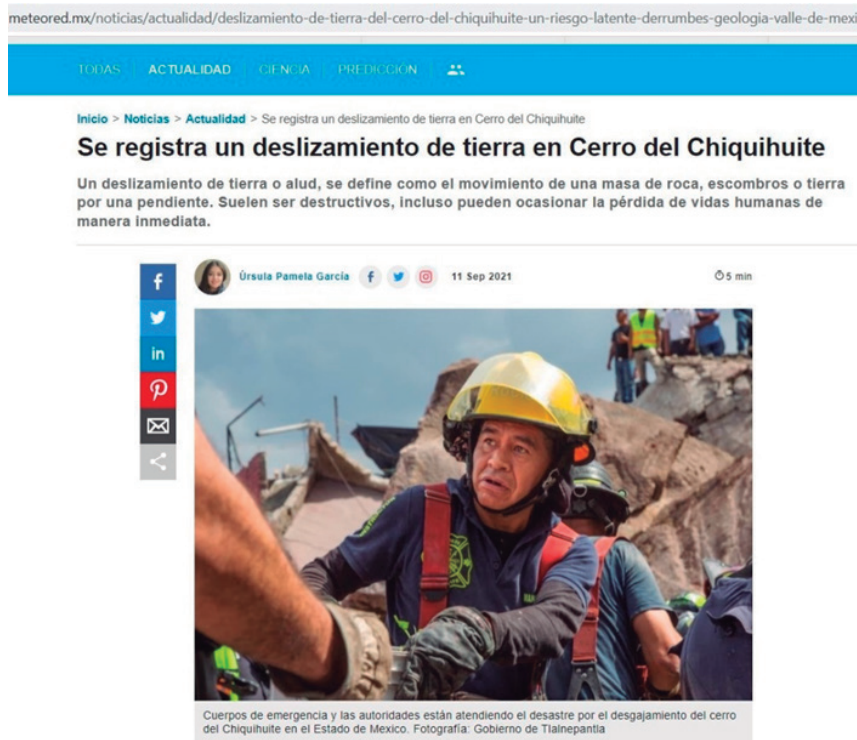 meteored.mx/noticias/actualidad/deslizamiento-de-tierra-del-cerro-del-chiquihuite-un-riesgo-latente-derrumbes-geologia-valle-de-mexi
TODAS ACTUALIDAD CIENCIA PREDICCIÓN
Inicio > Noticias > Actualidad > Se registra un deslizamiento de tierra en Cerro del Chiquihuite
Se registra un deslizamiento de tierra en Cerro del Chiquihuite
Un deslizamiento de tierra o alud, se define como el movimiento de una masa de roca, escombros o tierra
por una pendiente. Suelen ser destructivos, incluso pueden ocasionar la pérdida de vidas humanas de
manera inmediata.
Úrsula Pamela García 11 Sep 2021 5 min
Cuerpos de emergencia y las autoridades están atendiendo el desastre por el desgajamiento del cerro
del Chiquihuite en el Estado de Mexico. Fotografía: Gobierno de Tlalnepantla